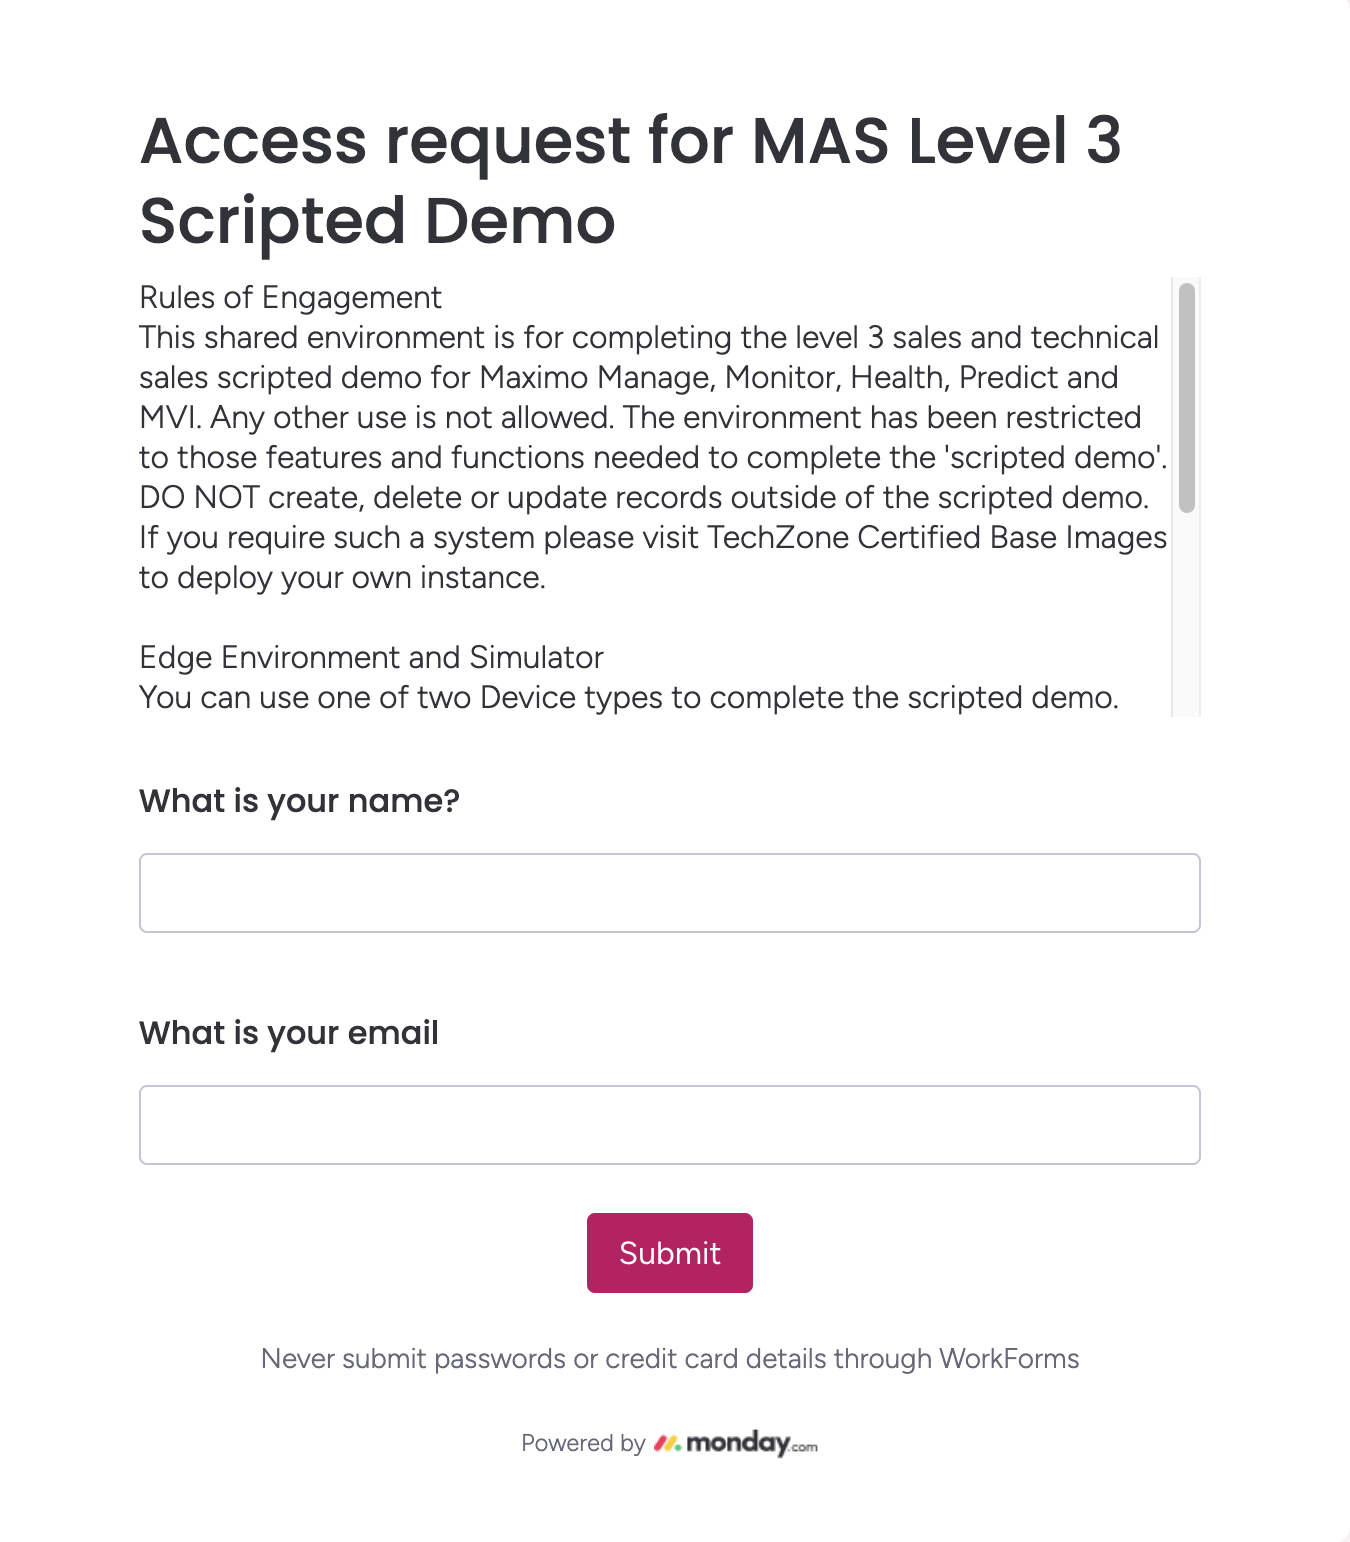 Access request for MAS Level 3
Scripted Demo
Rules of Engagement
This shared environment is for completing the level 3 sales and technical
sales scripted demo for Maximo Manage, Monitor, Health, Predict and
MVI. Any other use is not allowed. The environment has been restricted
to those features and functions needed to complete the 'scripted demo'.
DO NOT create, delete or update records outside of the scripted demo.
If you require such a system please visit TechZone Certified Base Images
to deploy your own instance.
Edge Environment and Simulator
You can use one of two Device types to complete the scripted demo.
What is your name?
What is your email
Submit
Never submit passwords or credit card details through WorkForms
Powered by monday.com